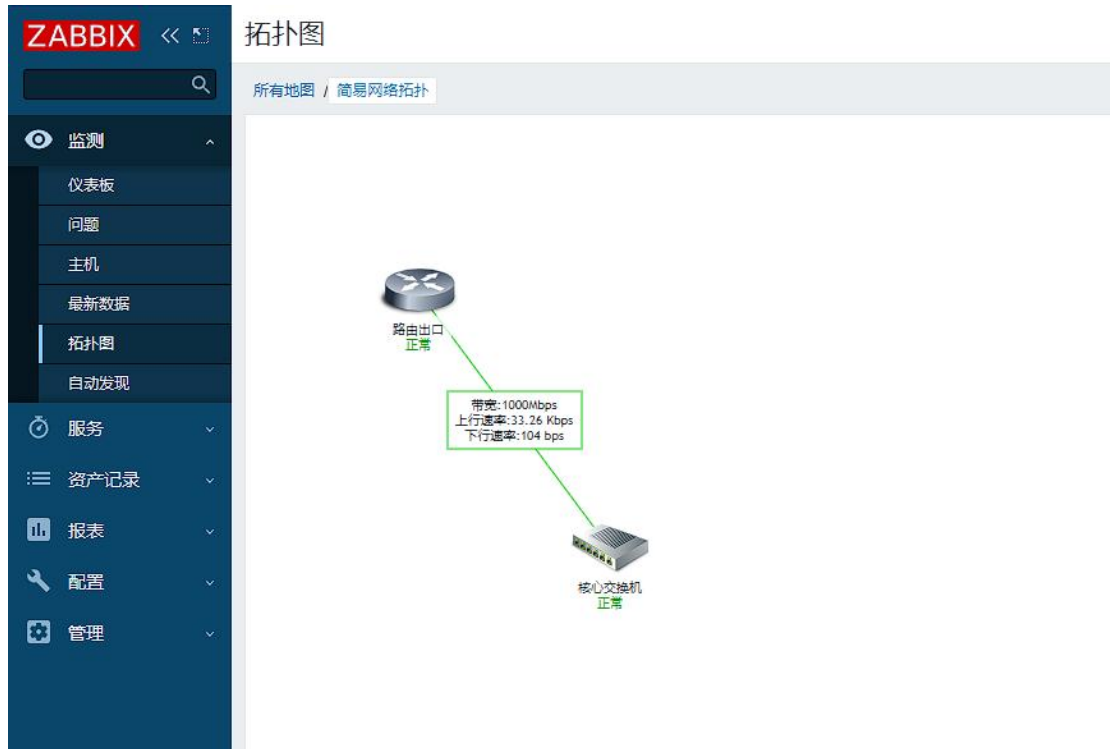 ZABBIX
拓扑图
所有地图 / 简易网络拓扑
监测
仪表板
问题
主机
最新数据
拓扑图
自动发现
服务
资产记录
报表
配置
管理
路由出口
正常
带宽:1000Mbps
上行速率:33.26 Kbps
下行速率:104 bps
核心交换机
正常